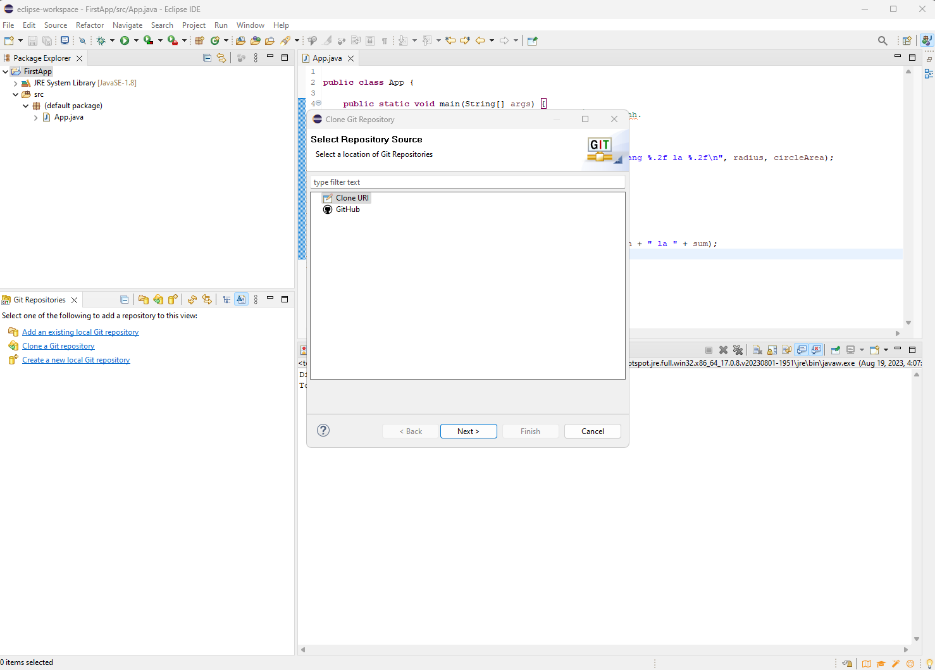 eclipse-workspace - FirstApp/src/App.java - Eclipse IDE
File Edit Source Refactor Navigate Search Project Run Window Help
Package Explorer
FirstApp
JRE System Library [JavaSE-1.8]
src
(default package)
App.java
App.java
1
2 public class App {
3
4 public static void main(String[] args) {
%.2f la %.2f\n", radius, circleArea);
+ " la " + sum);
Clone Git Repository
Select Repository Source
Select a location of Git Repositories
GIT
type filter text
Clone URI
GitHub
< Back Next > Finish Cancel
Git Repositories
Select one of the following to add a repository to this view:
Add an existing local Git repository
Clone a Git repository
Create a new local Git repository
otspot.jre.full.win32.x86_64_17.0.8.v20230801-1951\jre\bin\javaw.exe (Aug 19, 2023, 4:07:
0 items selected